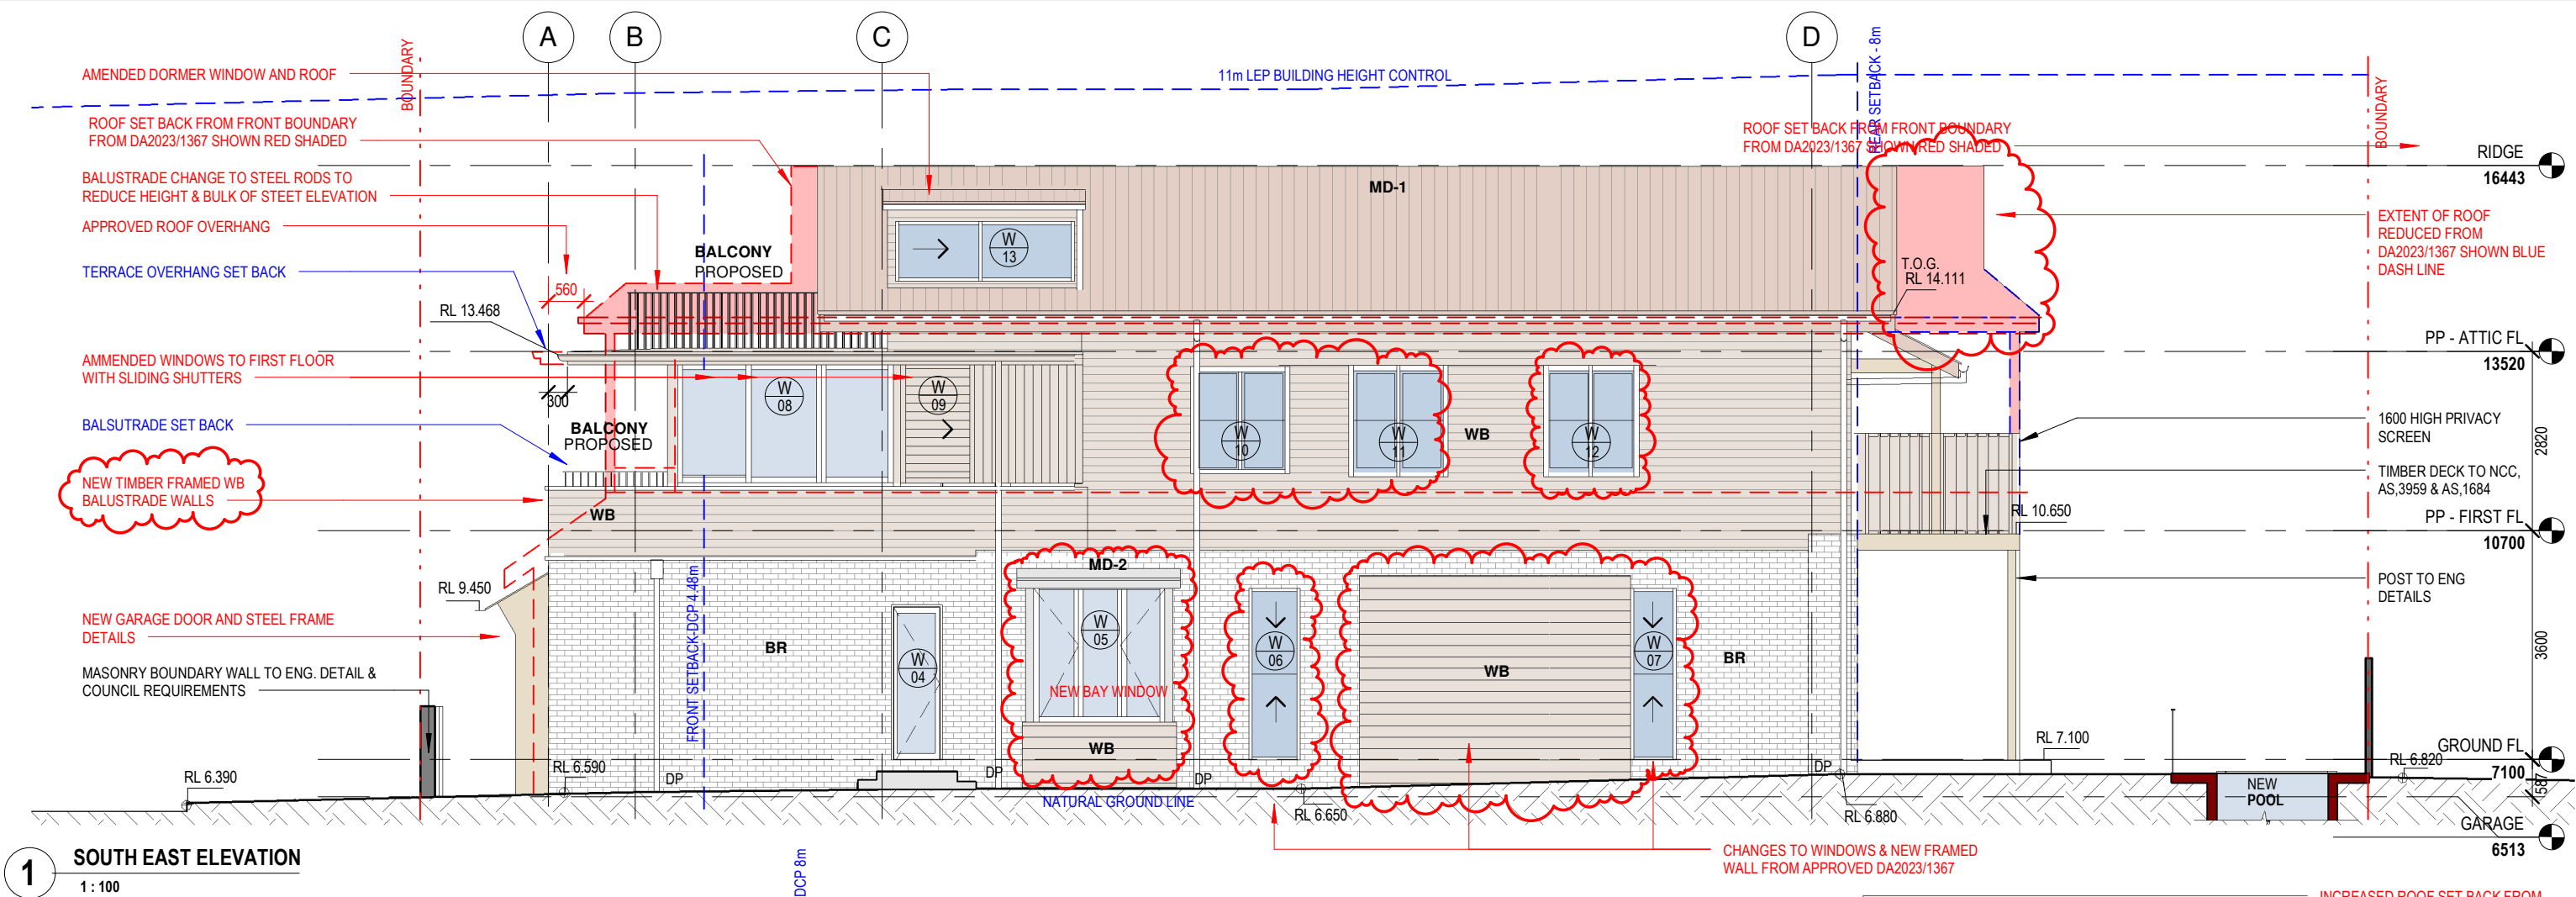 A
B
C
D
AMENDED DORMER WINDOW AND ROOF
BOUNDARY
11m LEP BUILDING HEIGHT CONTROL
REAR SETBACK - 8m
BOUNDARY
ROOF SET BACK FROM FRONT BOUNDARY
FROM DA2023/1367 SHOWN RED SHADED
ROOF SET BACK FROM FRONT BOUNDARY
FROM DA2023/1367 SHOWN RED SHADED
RIDGE
16443
BALUSTRADE CHANGE TO STEEL RODS TO
REDUCE HEIGHT & BULK OF STEET ELEVATION
MD-1
APPROVED ROOF OVERHANG
EXTENT OF ROOF
REDUCED FROM
DA2023/1367 SHOWN BLUE
DASH LINE
BALCONY
PROPOSED
W
13
TERRACE OVERHANG SET BACK
T.O.G.
RL 14.111
560
RL 13.468
PP - ATTIC FL
13520
AMMENDED WINDOWS TO FIRST FLOOR
WITH SLIDING SHUTTERS
300
W
08
W
09
BALSUTRADE SET BACK
BALCONY
PROPOSED
W
10
W
11
WB
W
12
1600 HIGH PRIVACY
SCREEN
2820
NEW TIMBER FRAMED WB
BALUSTRADE WALLS
TIMBER DECK TO NCC,
AS,3959 & AS,1684
WB
RL 10.650
PP - FIRST FL
10700
MD-2
RL 9.450
POST TO ENG
DETAILS
FRONT SETBACK-DCP 4.48m
NEW GARAGE DOOR AND STEEL FRAME
DETAILS
W
05
W
06
W
07
3600
BR
W
04
WB
BR
MASONRY BOUNDARY WALL TO ENG. DETAIL &
COUNCIL REQUIREMENTS
NEW BAY WINDOW
WB
RL 7.100
GROUND FL
7100
RL 6.820
RL 6.390
RL 6.590
DP
DP
DP
DP
587
NEW
POOL
NATURAL GROUND LINE
RL 6.650
RL 6.880
GARAGE
6513
1
SOUTH EAST ELEVATION
1 : 100
DCP 8m
CHANGES TO WINDOWS & NEW FRAMED
WALL FROM APPROVED DA2023/1367
INCREASED ROOF SET BACK FROM